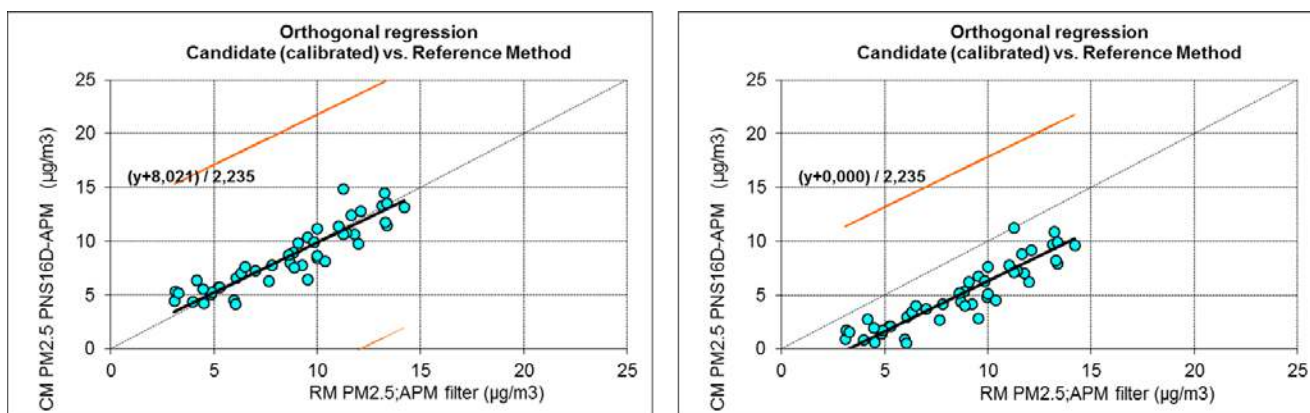 Orthogonal regression
Candidate (calibrated) vs. Reference Method
CM PM2.5 PNS16D-APM (µg/m3)
25
20
15
10
5
0
(y+8,021) / 2,235
0 5 10 15 20 25
RM PM2.5;APM filter (µg/m3)
Orthogonal regression
Candidate (calibrated) vs. Reference Method
CM PM2.5 PNS16D-APM (µg/m3)
25
20
15
10
5
0
(y+0,000) / 2,235
0 5 10 15 20 25
RM PM2.5;APM filter (µg/m3)